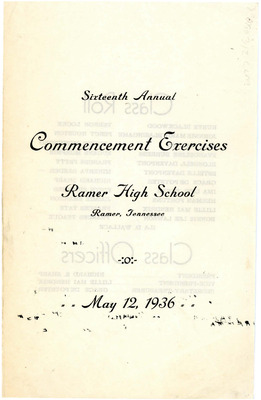 Sixteenth Annual
Commencement Exercises
Ramer High School
Ramer, Tennessee
-:o:-
- - May 12, 1936 - -